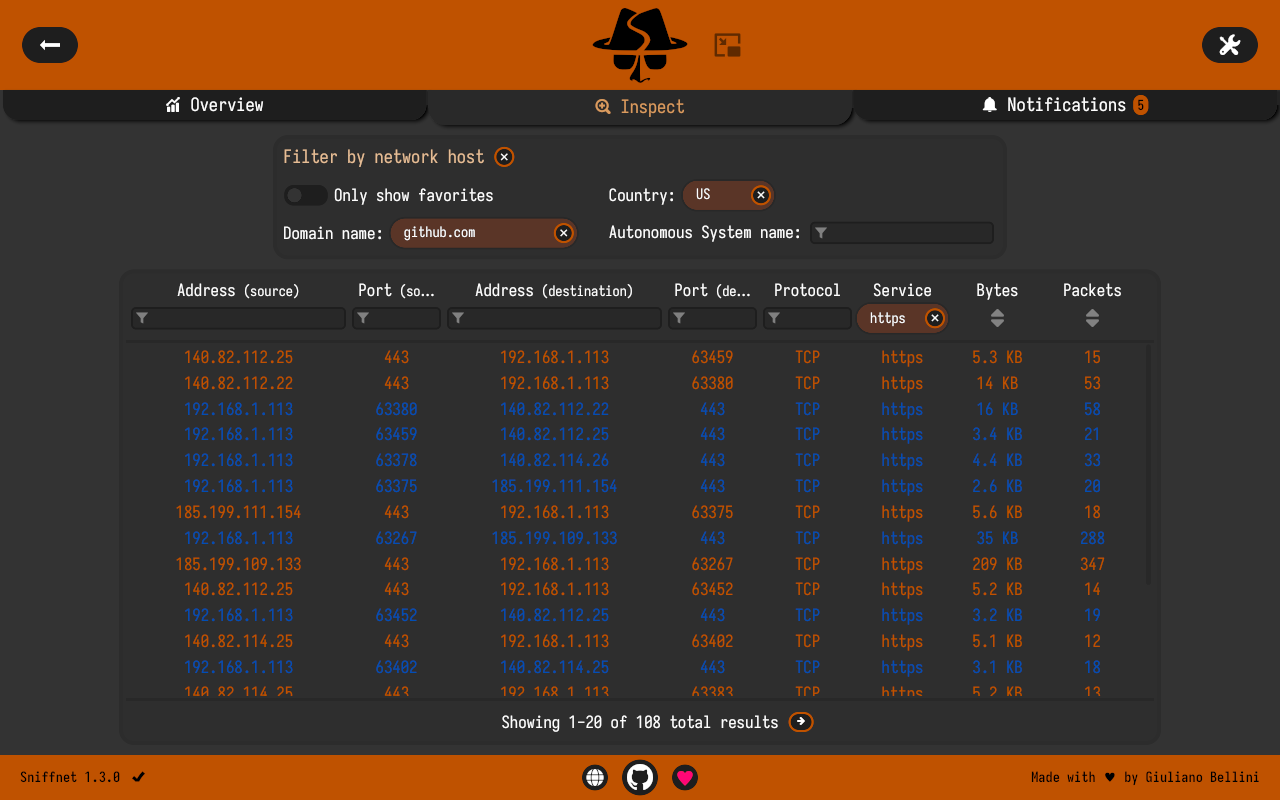 Overview
Inspect
Notifications 5
Filter by network host
Only show favorites
Country: US
Domain name: github.com
Autonomous System name:
Address (source) Port (so... Address (destination) Port (de... Protocol Service Bytes Packets
https
140.82.112.25 443 192.168.1.113 63459 TCP https 5.3 KB 15
140.82.112.22 443 192.168.1.113 63380 TCP https 14 KB 53
192.168.1.113 63380 140.82.112.22 443 TCP https 16 KB 58
192.168.1.113 63459 140.82.112.25 443 TCP https 3.4 KB 21
192.168.1.113 63378 140.82.114.26 443 TCP https 4.4 KB 33
192.168.1.113 63375 185.199.111.154 443 TCP https 2.6 KB 20
185.199.111.154 443 192.168.1.113 63375 TCP https 5.6 KB 18
192.168.1.113 63267 185.199.109.133 443 TCP https 35 KB 288
185.199.109.133 443 192.168.1.113 63267 TCP https 209 KB 347
140.82.112.25 443 192.168.1.113 63452 TCP https 5.2 KB 14
192.168.1.113 63452 140.82.112.25 443 TCP https 3.2 KB 19
140.82.114.25 443 192.168.1.113 63402 TCP https 5.1 KB 12
192.168.1.113 63402 140.82.114.25 443 TCP https 3.1 KB 18
140.82.114.25 443 192.168.1.113 63383 TCP https 5.2 KB 13
Showing 1-20 of 108 total results
Sniffnet 1.3.0 ✔
Made with ♥ by Giuliano Bellini